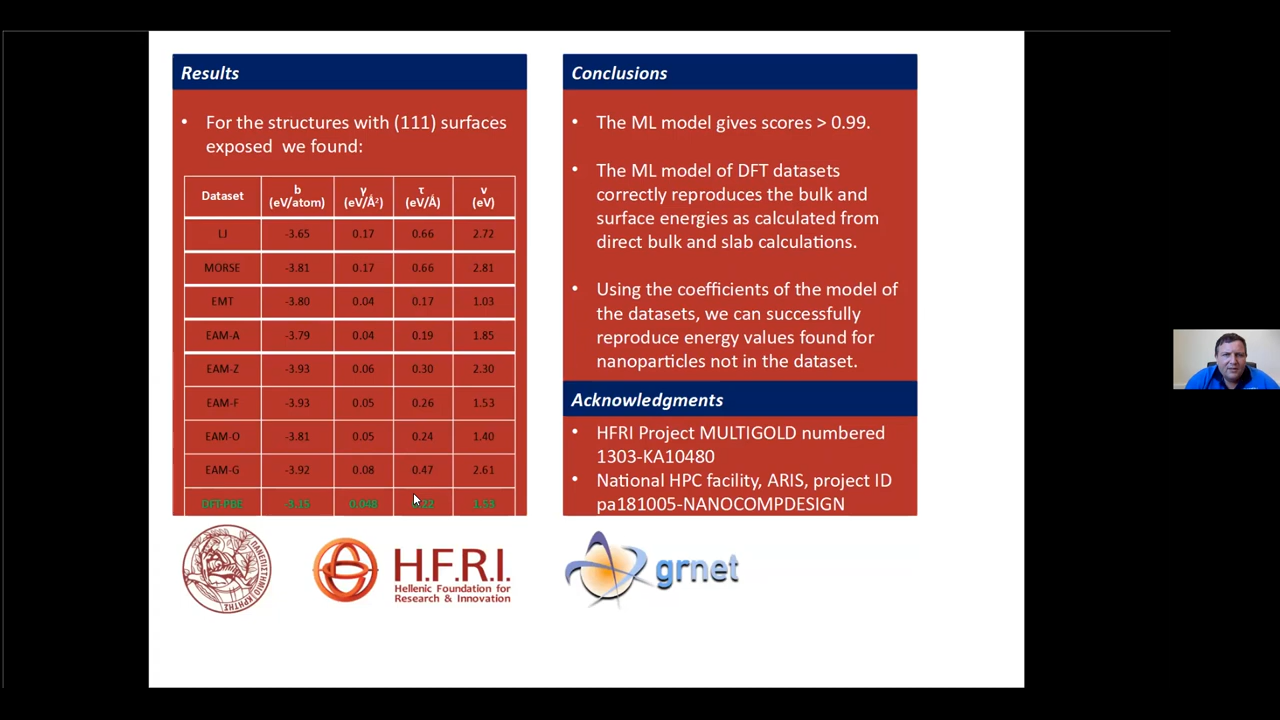 Results
• For the structures with (111) surfaces
exposed we found:
Dataset b (eV/atom) γ (eV/Å²) τ (eV/Å) v (eV)
LJ -3.65 0.17 0.66 2.72
MORSE -3.81 0.17 0.66 2.81
EMT -3.80 0.04 0.17 1.03
EAM-A -3.79 0.04 0.19 1.85
EAM-Z -3.93 0.06 0.30 2.30
EAM-F -3.93 0.05 0.26 1.53
EAM-O -3.81 0.05 0.24 1.40
EAM-G -3.92 0.08 0.47 2.61
DFT-PBE -3.15 0.048
Conclusions
• The ML model gives scores > 0.99.
• The ML model of DFT datasets
correctly reproduces the bulk and
surface energies as calculated from
direct bulk and slab calculations.
• Using the coefficients of the model of
the datasets, we can successfully
reproduce energy values found for
nanoparticles not in the dataset.
Acknowledgments
• HFRI Project MULTIGOLD numbered
1303-KA10480
• National HPC facility, ARIS, project ID
pa181005-NANOCOMPDESIGN
ΠΑΝΕΠΙΣΤΗΜΙΟ ΚΡΗΤΗΣ
H.F.R.I.
Hellenic Foundation for
Research & Innovation
grnet